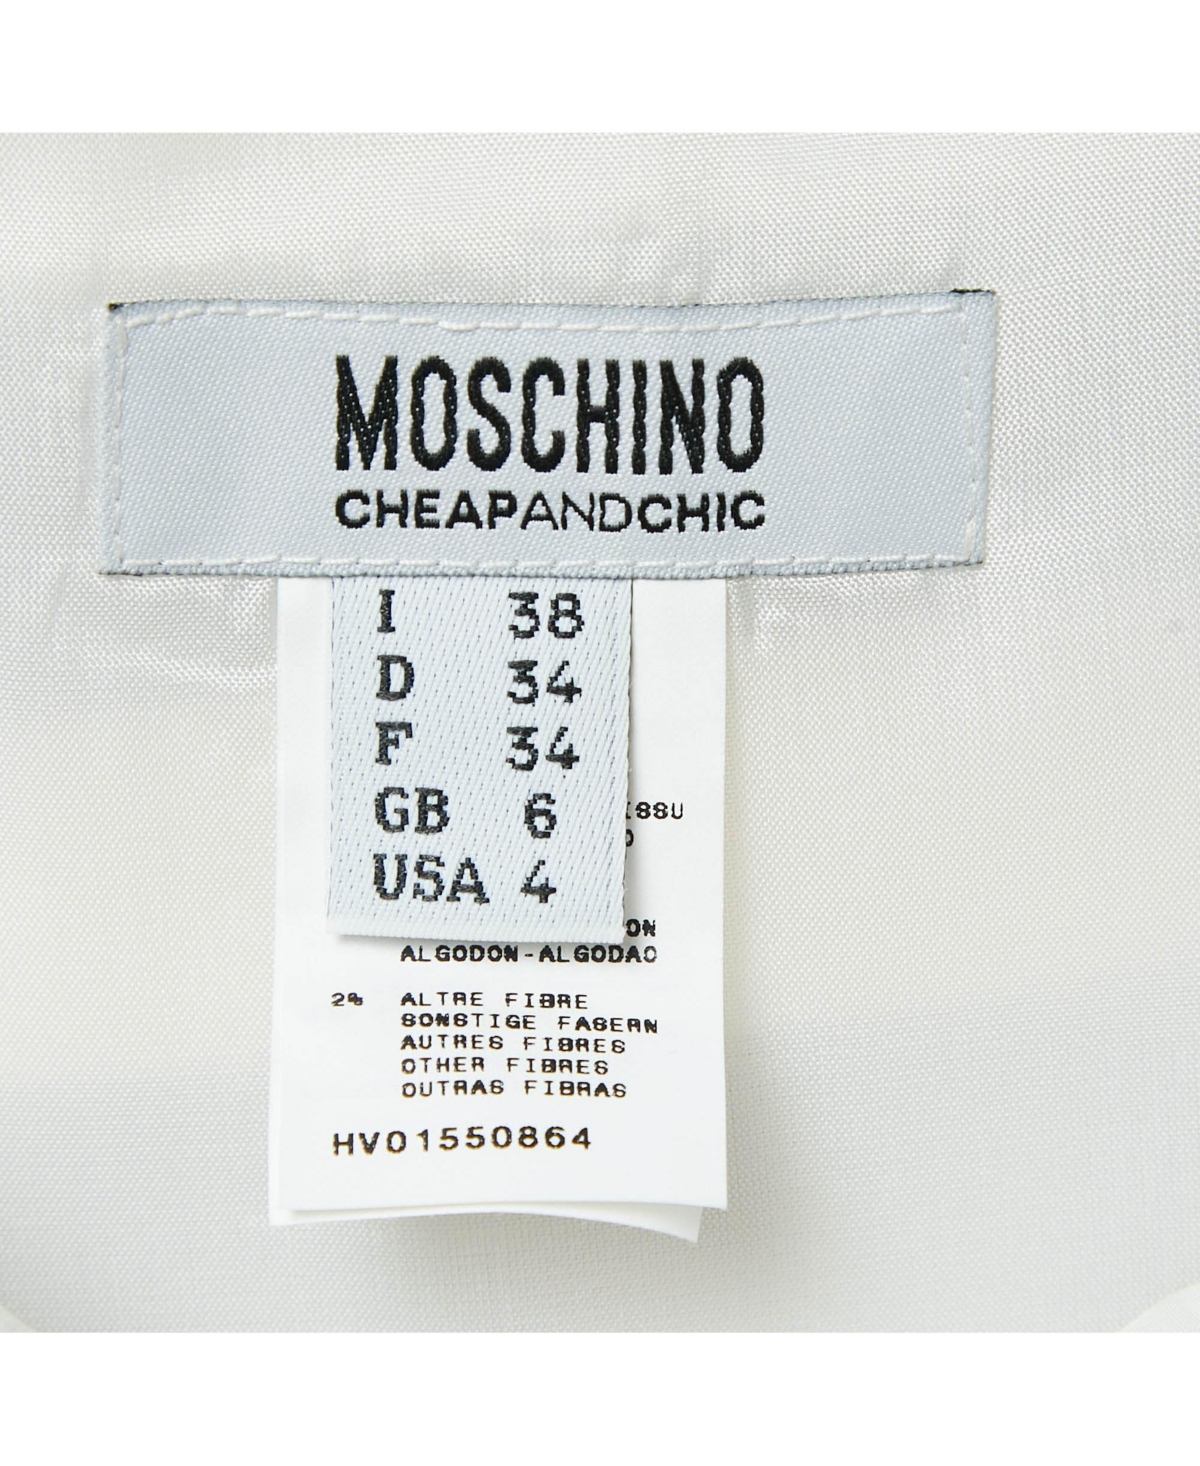 MOSCHINO
CHEAPANDCHIC
I 38
D 34
F 34
GB 6
USA 4
ALGODON-ALGODAO
2% ALTRE FIBRE
SONSTIGE FASERN
AUTRES FIBRES
OTHER FIBRES
OUTRAS FIBRAS
HV01550864